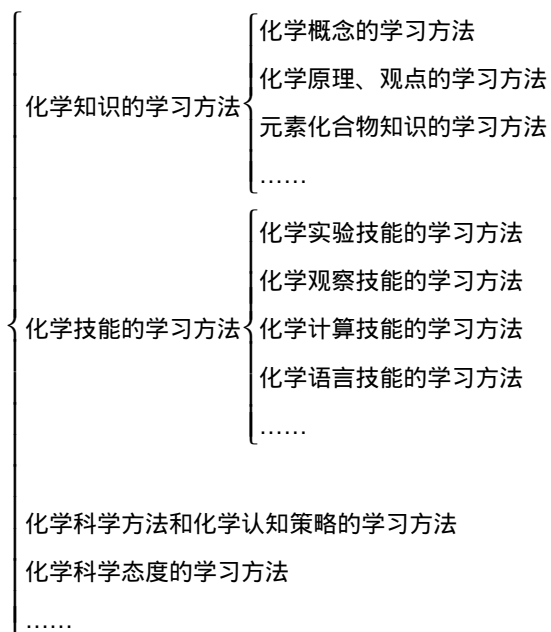 化学知识的学习方法
化学概念的学习方法
化学原理、观点的学习方法
元素化合物知识的学习方法
……
化学技能的学习方法
化学实验技能的学习方法
化学观察技能的学习方法
化学计算技能的学习方法
化学语言技能的学习方法
……
化学科学方法和化学认知策略的学习方法
化学科学态度的学习方法
……